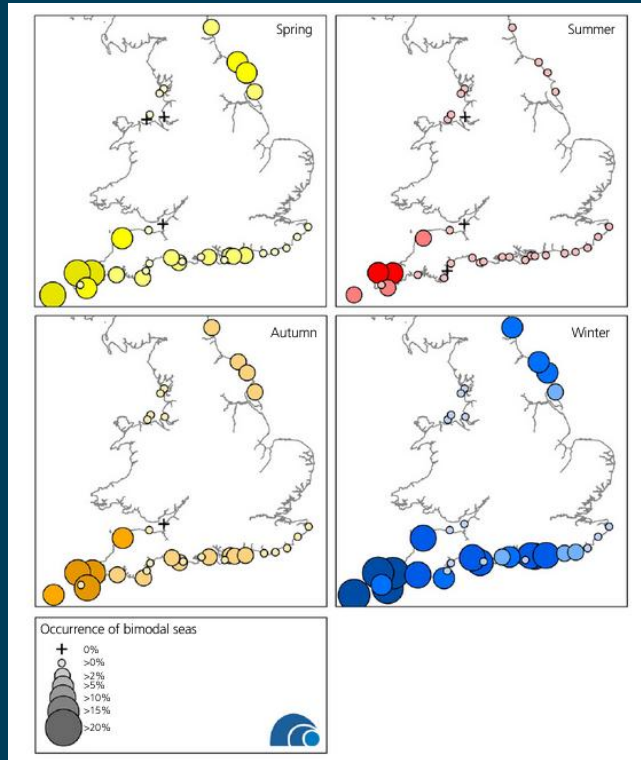 Spring
Summer
Autumn
Winter
Occurrence of bimodal seas
0%
>0%
>2%
>5%
>10%
>15%
>20%